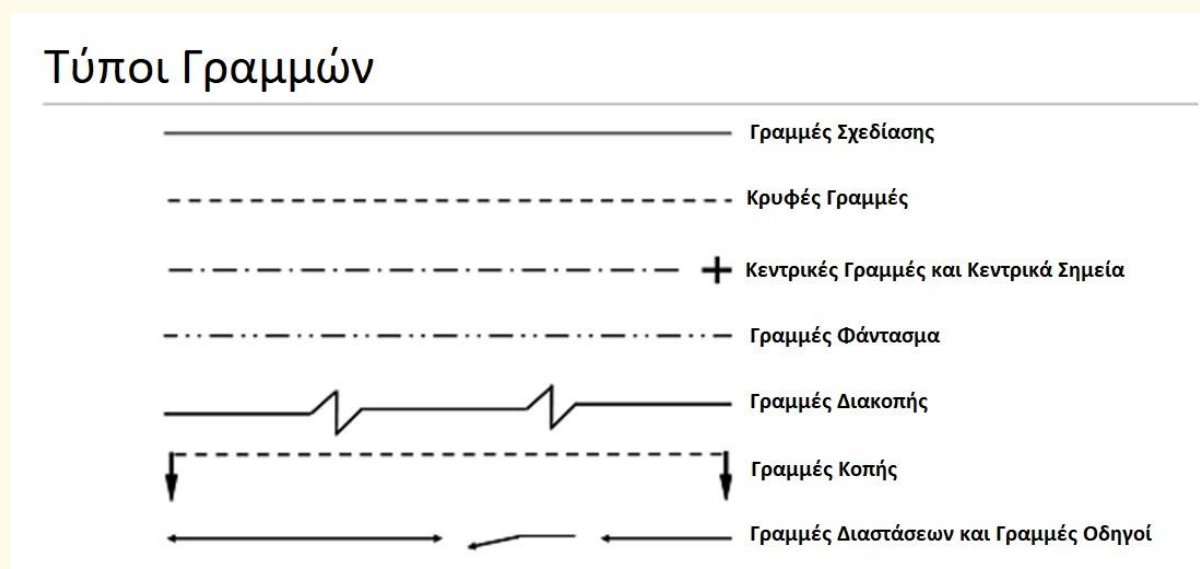 Τύποι Γραμμών
Γραμμές Σχεδίασης
Κρυφές Γραμμές
Κεντρικές Γραμμές και Κεντρικά Σημεία
Γραμμές Φάντασμα
Γραμμές Διακοπής
Γραμμές Κοπής
Γραμμές Διαστάσεων και Γραμμές Οδηγοί